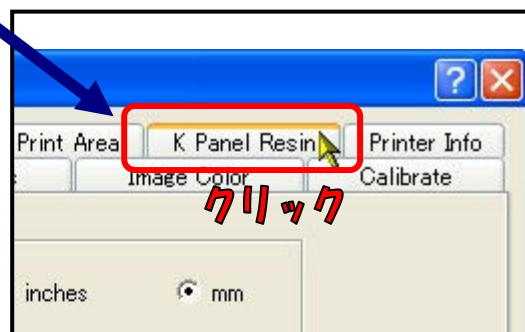 Print Area K Panel Resin Printer Info
Image Color Calibrate
クリック
inches mm